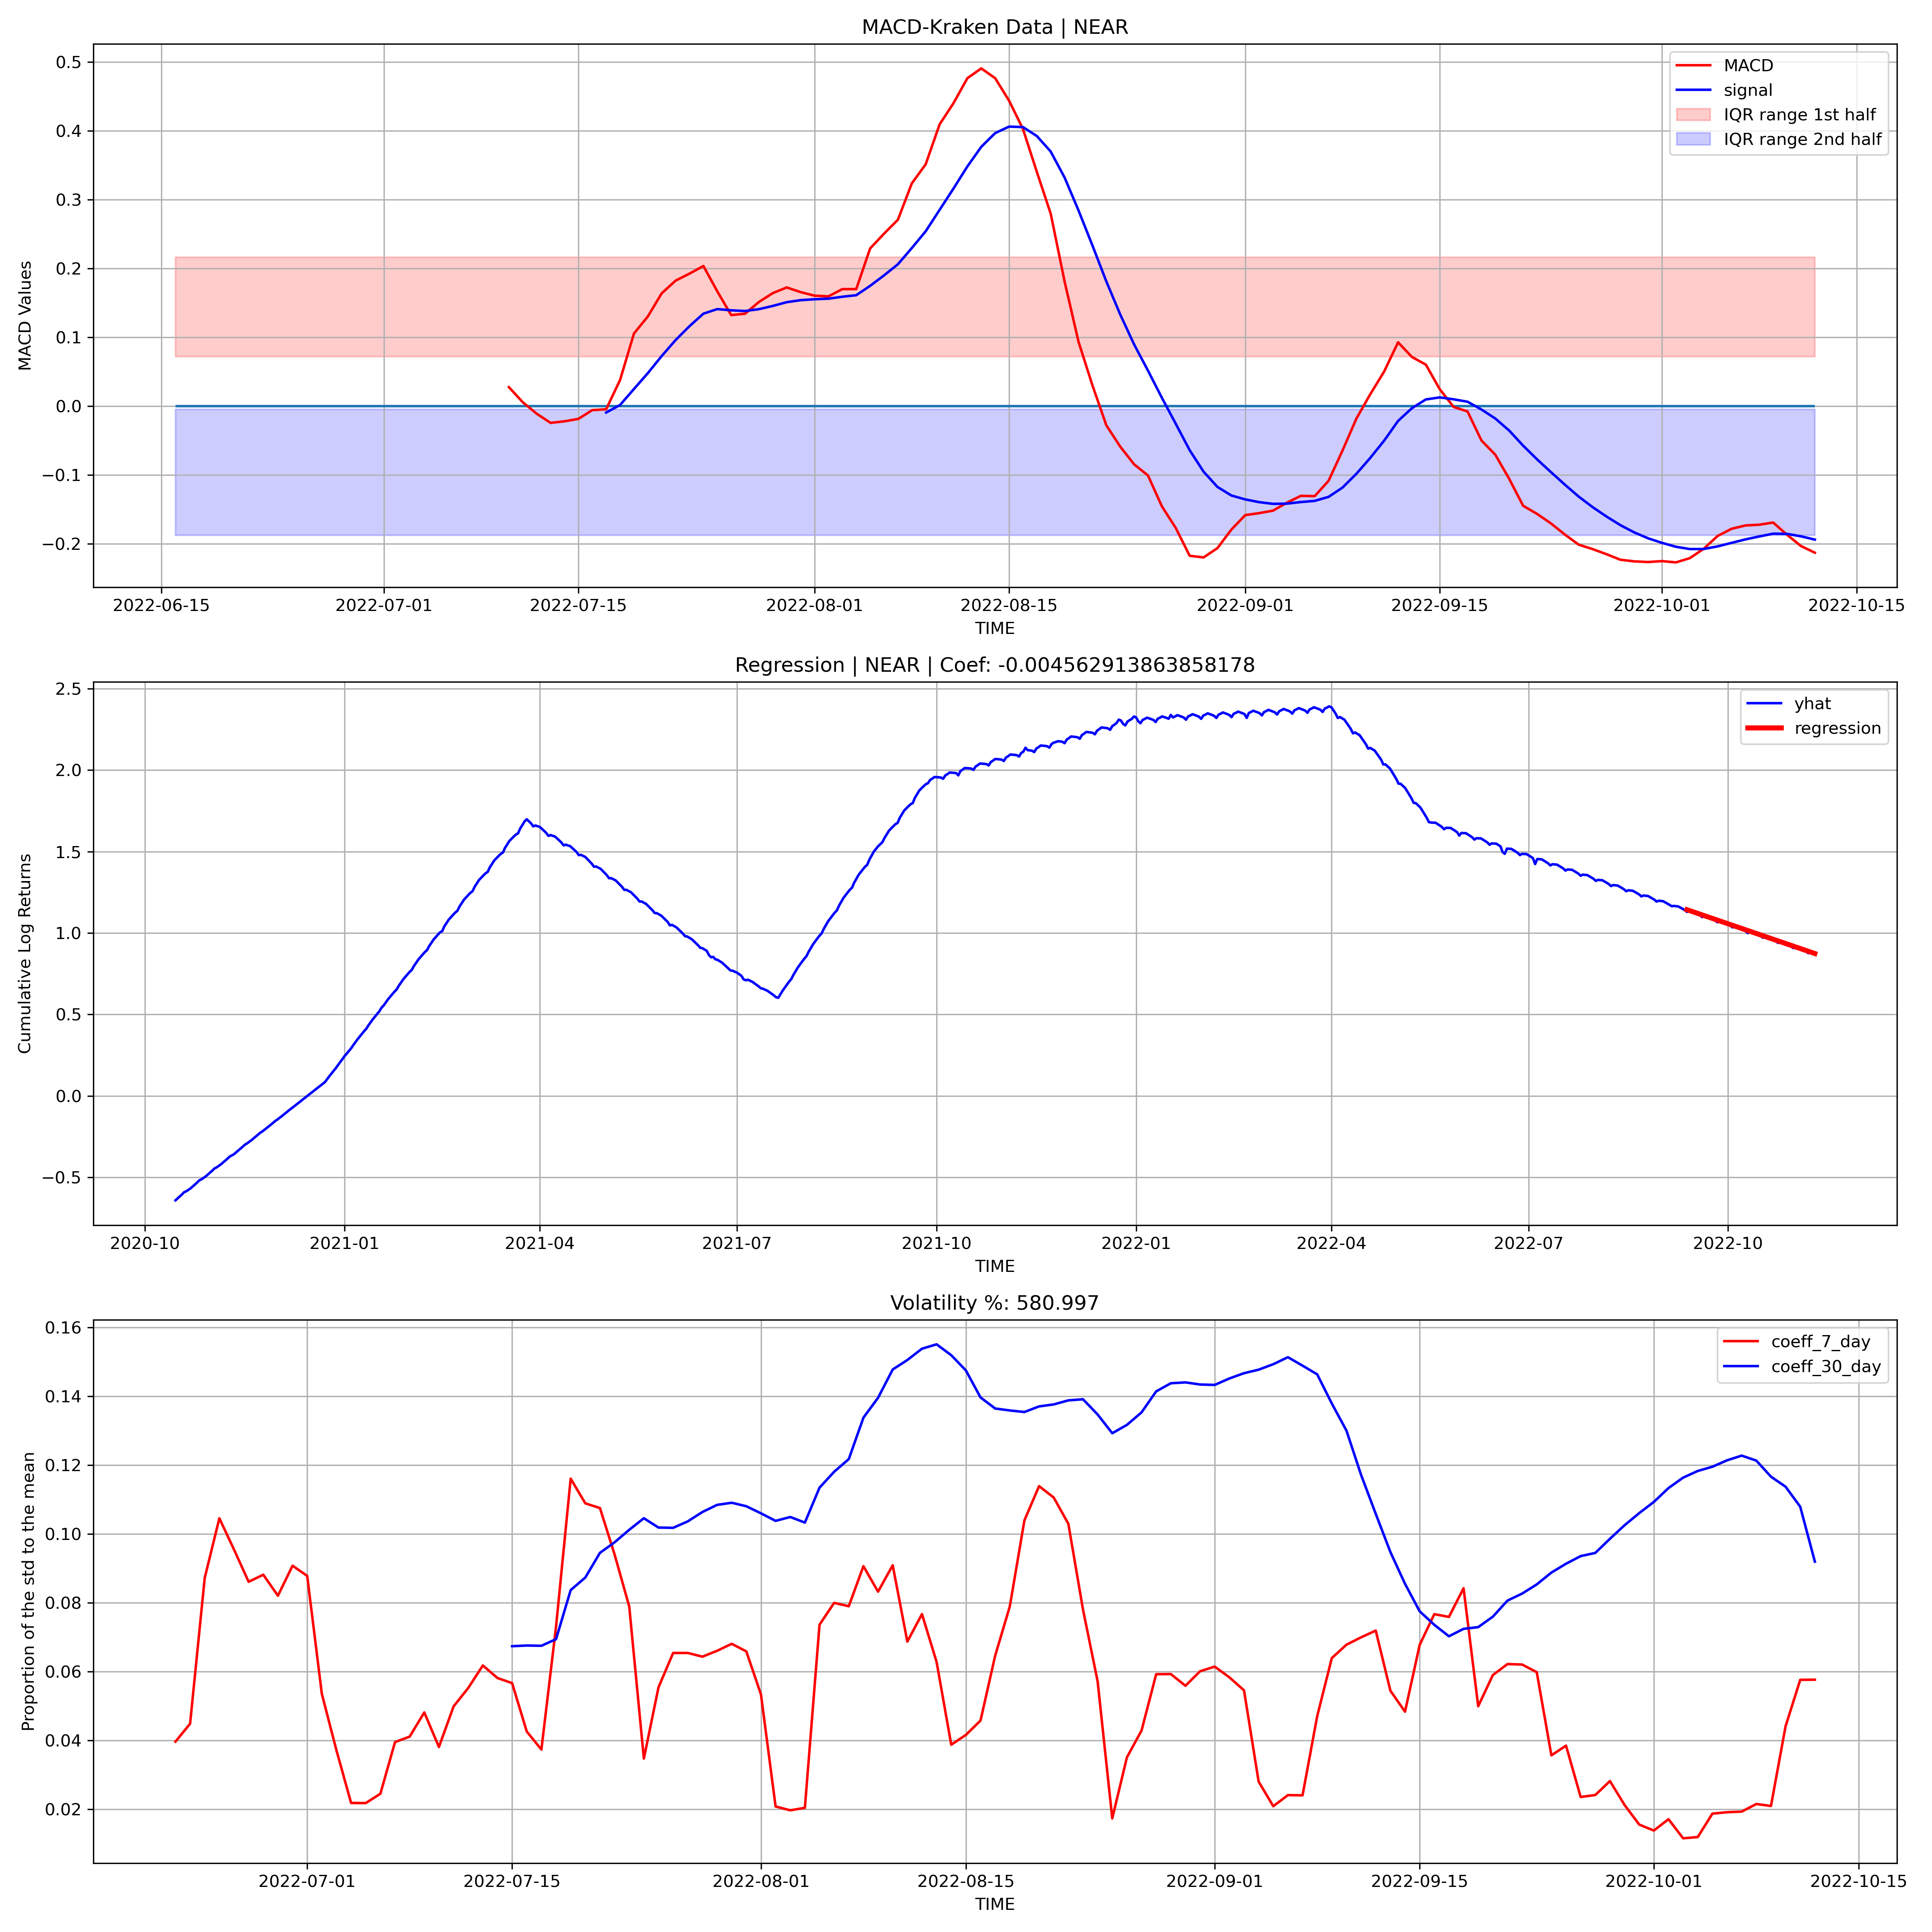 MACD-Kraken Data | NEAR
MACD Values
0.5
0.4
0.3
0.2
0.1
0.0
−0.1
−0.2
MACD
signal
IQR range 1st half
IQR range 2nd half
2022-06-15 2022-07-01 2022-07-15 2022-08-01 2022-08-15 2022-09-01 2022-09-15 2022-10-01 2022-10-15
TIME
Regression | NEAR | Coef: -0.004562913863858178
Cumulative Log Returns
2.5
2.0
1.5
1.0
0.5
0.0
−0.5
yhat
regression
2020-10 2021-01 2021-04 2021-07 2021-10 2022-01 2022-04 2022-07 2022-10
TIME
Volatility %: 580.997
Proportion of the std to the mean
0.16
0.14
0.12
0.10
0.08
0.06
0.04
0.02
coeff_7_day
coeff_30_day
2022-07-01 2022-07-15 2022-08-01 2022-08-15 2022-09-01 2022-09-15 2022-10-01 2022-10-15
TIME